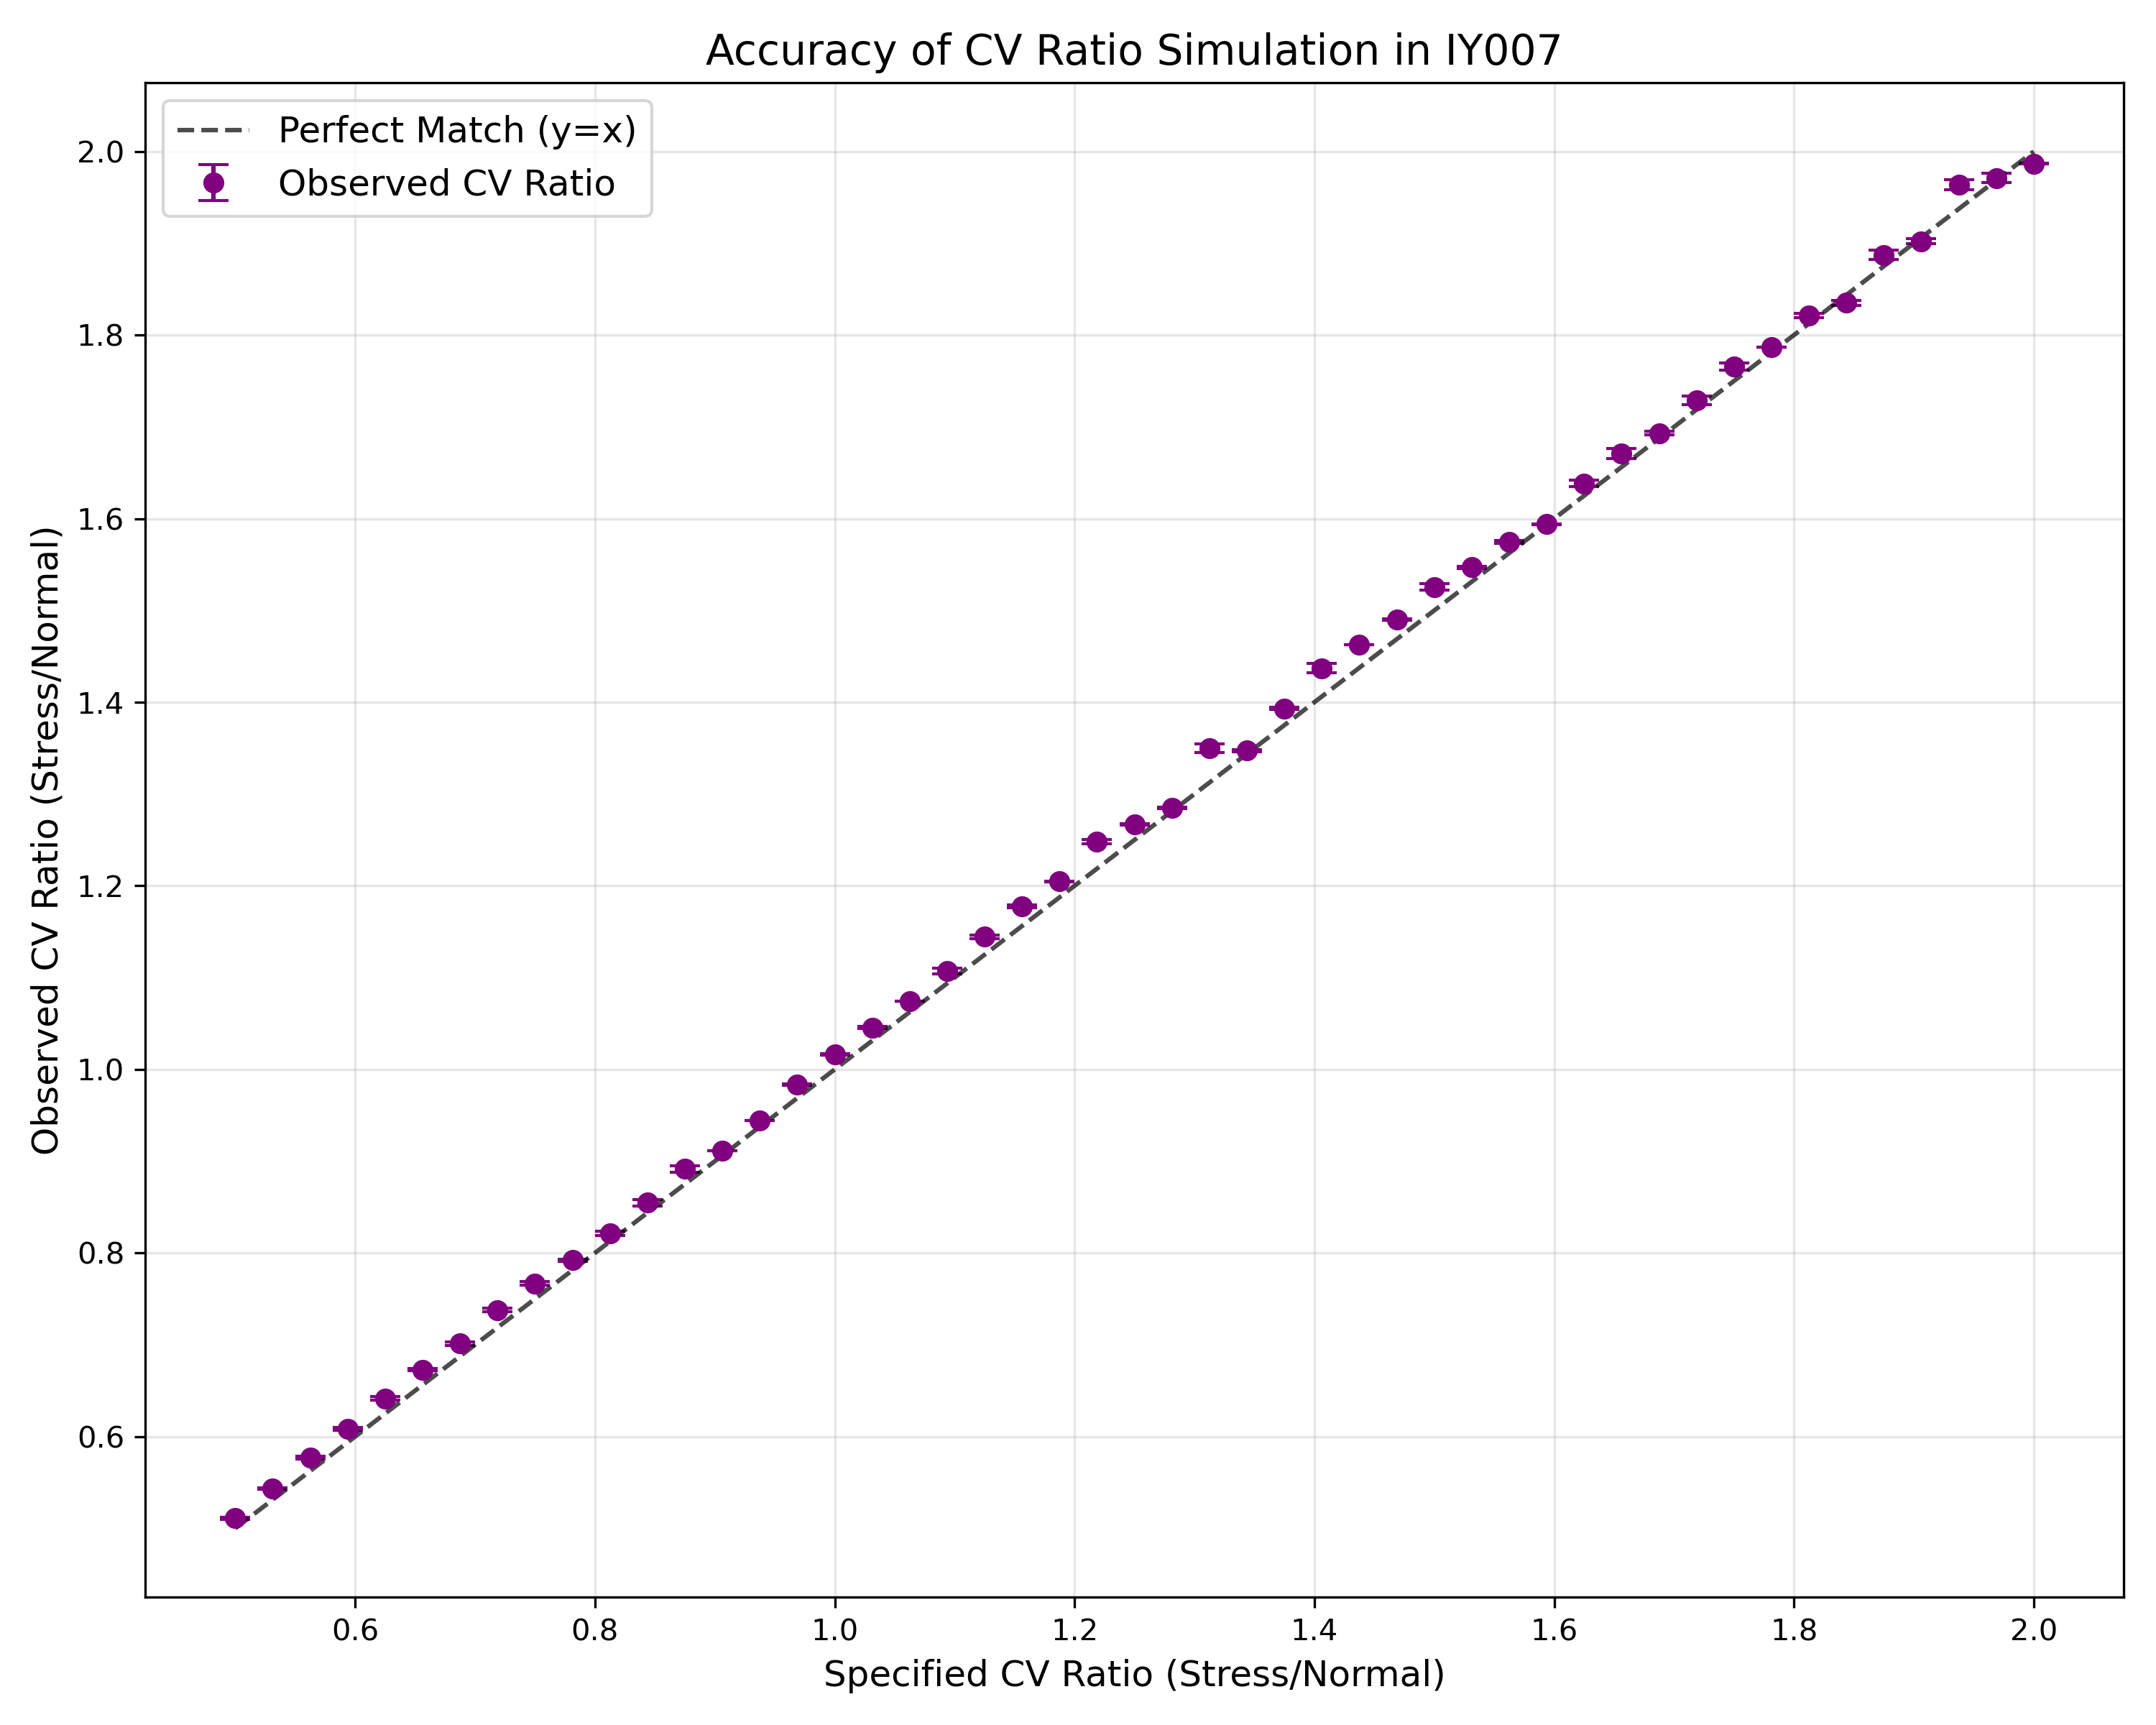 Accuracy of CV Ratio Simulation in IY007
Perfect Match (y=x)
Observed CV Ratio
2.0
1.8
1.6
1.4
1.2
1.0
0.8
0.6
Observed CV Ratio (Stress/Normal)
0.6 0.8 1.0 1.2 1.4 1.6 1.8 2.0
Specified CV Ratio (Stress/Normal)